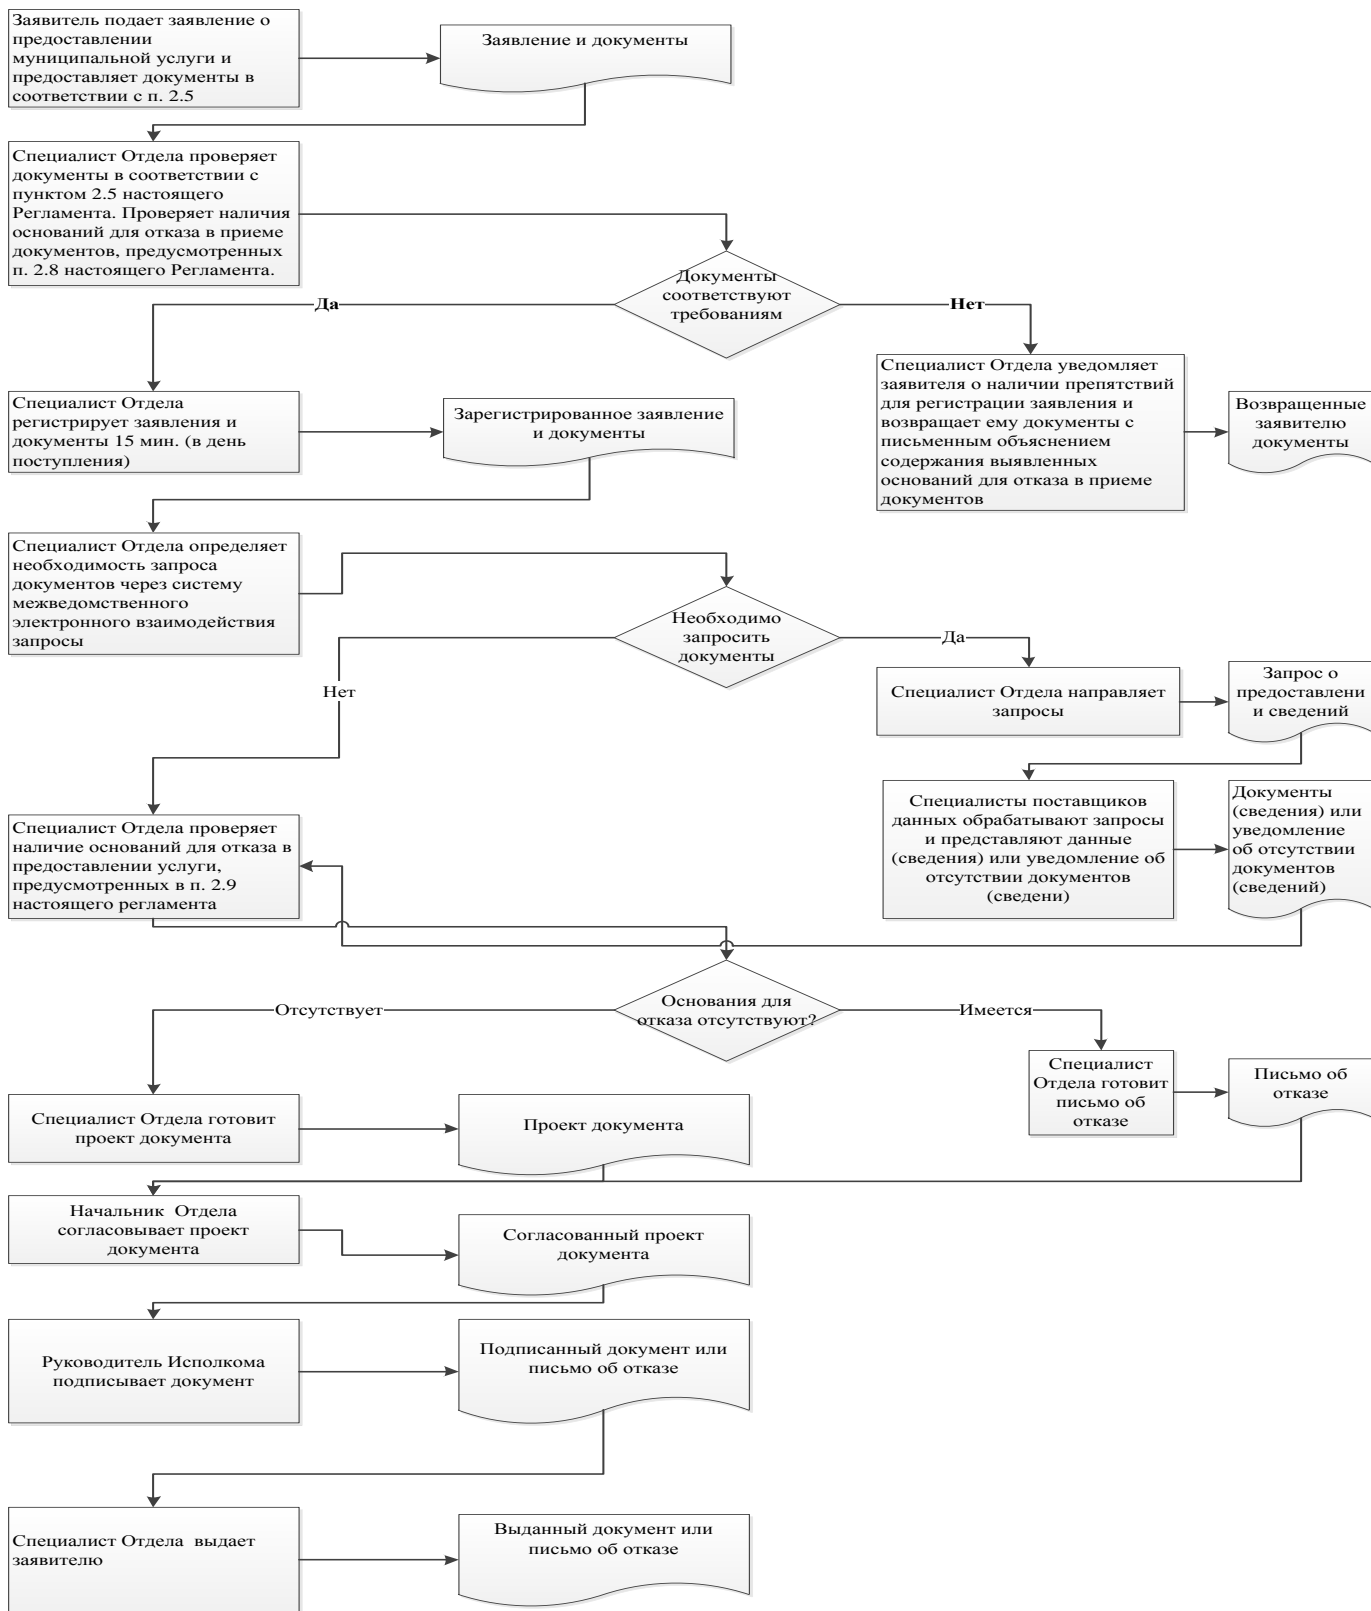 Заявитель подает заявление о
предоставлении
муниципальной услуги и
предоставляет документы в
соответствии с п. 2.5
Заявление и документы
Специалист Отдела проверяет
документы в соответствии с
пунктом 2.5 настоящего
Регламента. Проверяет наличия
оснований для отказа в приеме
документов, предусмотренных
п. 2.8 настоящего Регламента.
Документы
соответствуют
требованиям
Да
Нет
Специалист Отдела уведомляет
заявителя о наличии препятствий
для регистрации заявления и
возвращает ему документы с
письменным объяснением
содержания выявленных
оснований для отказа в приеме
документов
Возвращенные
заявителю
документы
Специалист Отдела
регистрирует заявления и
документы 15 мин. (в день
поступления)
Зарегистрированное заявление
и документы
Специалист Отдела определяет
необходимость запроса
документов через систему
межведомственного
электронного взаимодействия
запросы
Необходимо
запросить
документы
Да
Нет
Специалист Отдела направляет
запросы
Запрос о
предоставлени
и сведений
Специалисты поставщиков
данных обрабатывают запросы
и представляют данные
(сведения) или уведомление об
отсутствии документов
(сведени)
Документы
(сведения) или
уведомление
об отсутствии
документов
(сведений)
Специалист Отдела проверяет
наличие оснований для отказа в
предоставлении услуги,
предусмотренных в п. 2.9
настоящего регламента
Основания для
отказа отсутствуют?
Отсутствует
Имеется
Специалист
Отдела готовит
письмо об
отказе
Письмо об
отказе
Специалист Отдела готовит
проект документа
Проект документа
Начальник  Отдела
согласовывает проект
документа
Согласованный проект
документа
Руководитель Исполкома
подписывает документ
Подписанный документ или
письмо об отказе
Специалист Отдела  выдает
заявителю
Выданный документ или
письмо об отказе